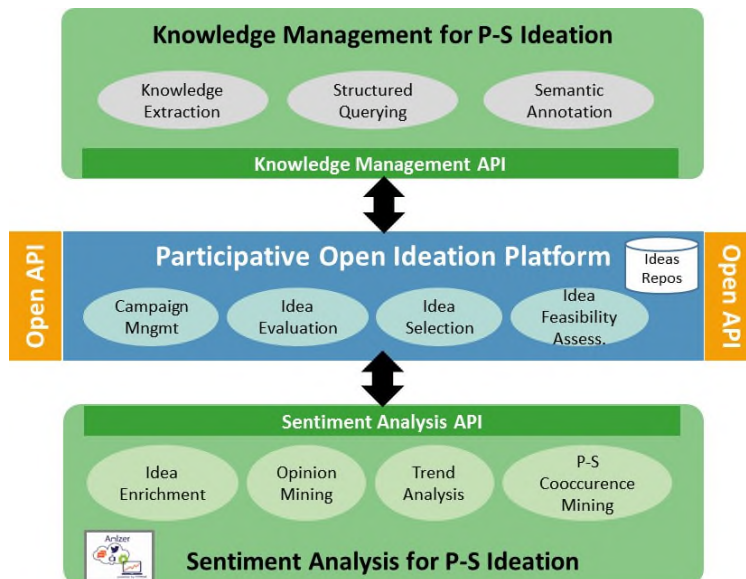 Knowledge Management for P-S Ideation
Knowledge
Extraction
Structured
Querying
Semantic
Annotation
Knowledge Management API
Open API
Participative Open Ideation Platform
Ideas
Repos
Campaign
Mngmt
Idea
Evaluation
Idea
Selection
Idea
Feasibility
Assess.
Open API
Sentiment Analysis API
Idea
Enrichment
Opinion
Mining
Trend
Analysis
P-S
Cooccurence
Mining
Anlzer
Sentiment Analysis for P-S Ideation